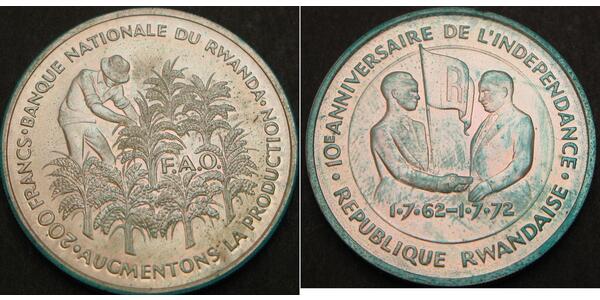 200 FRANCS · BANQUE NATIONALE DU RWANDA ·
F.A.O.
AUGMENTONS LA PRODUCTION
10E ANNIVERSAIRE DE L'INDEPENDANCE ·
R
1·7·62–1·7·72
REPUBLIQUE RWANDAISE